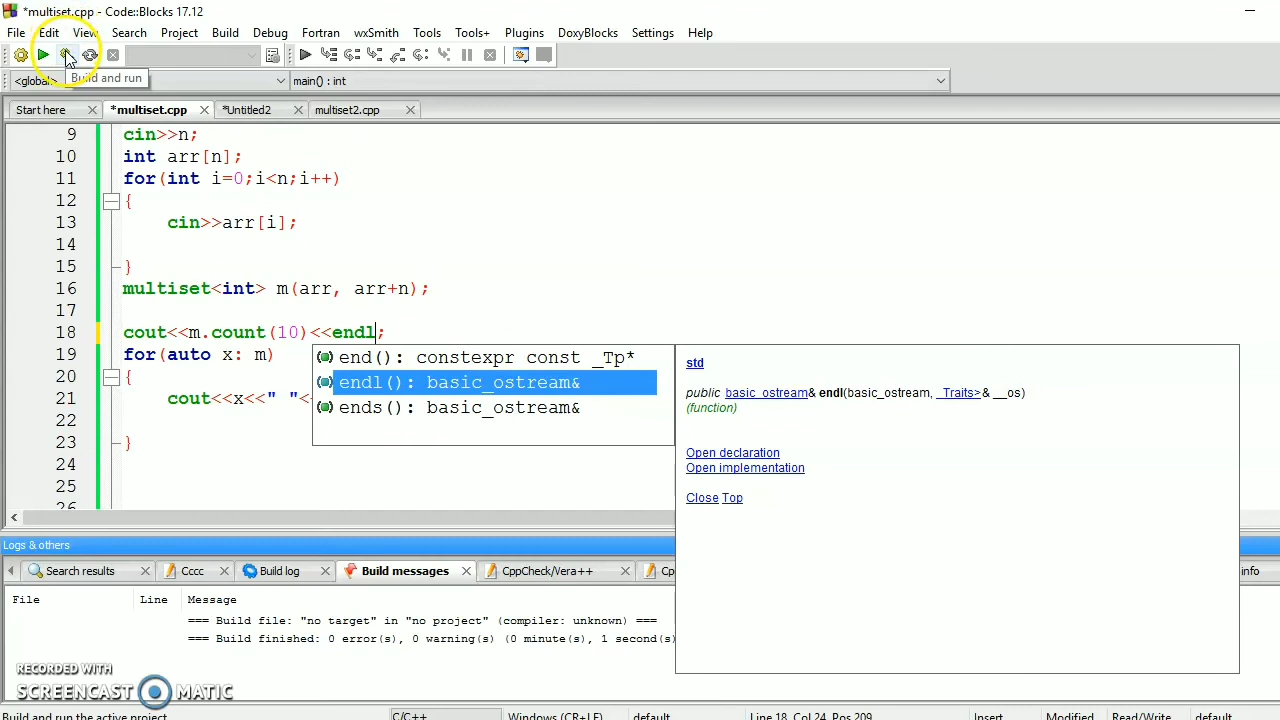 *multiset.cpp - Code::Blocks 17.12
File Edit View Search Project Build Debug Fortran wxSmith Tools Tools+ Plugins DoxyBlocks Settings Help
Build and run
<global> main() : int
Start here *multiset.cpp *Untitled2 multiset2.cpp
9 cin>>n;
10 int arr[n];
11 for(int i=0;i<n;i++)
12 {
13 cin>>arr[i];
14
15 }
16 multiset<int> m(arr, arr+n);
17
18 cout<<m.count(10)<<endl;
19 for(auto x: m)
20 {
21 cout<<x<<" "<
22
23 }
24
25
26
end(): constexpr const _Tp*
endl(): basic_ostream&
ends(): basic_ostream&
std
public basic_ostream& endl(basic_ostream, _Traits>& __os)
(function)
Open declaration
Open implementation
Close Top
Logs & others
Search results Cccc Build log Build messages CppCheck/Vera++ Cp info
File Line Message
=== Build file: "no target" in "no project" (compiler: unknown) ===
=== Build finished: 0 error(s), 0 warning(s) (0 minute(s), 1 second(s)
RECORDED WITH
SCREENCAST MATIC
Build and run the active project C/C++ Windows (CR+LF) default Line 18, Col 24, Pos 209 Insert Modified Read/Write default